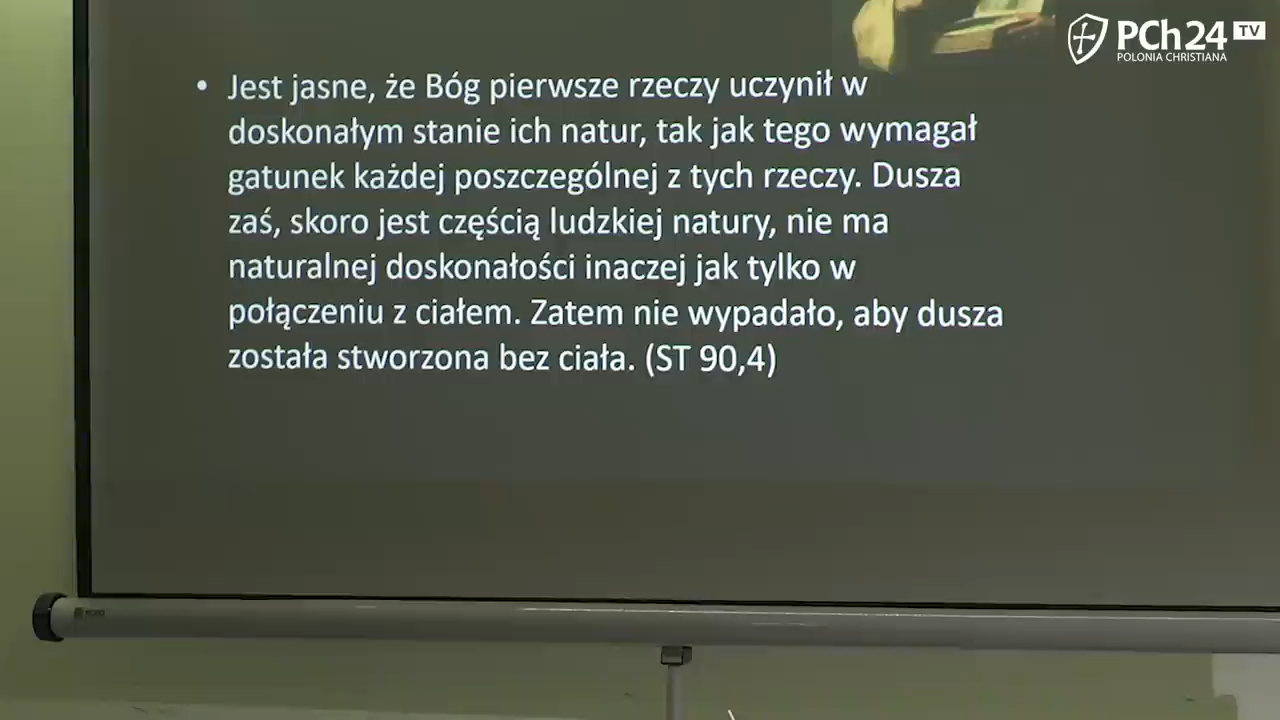 PCh24 TV
POLONIA CHRISTIANA
• Jest jasne, że Bóg pierwsze rzeczy uczynił w
doskonałym stanie ich natur, tak jak tego wymagał
gatunek każdej poszczególnej z tych rzeczy. Dusza
zaś, skoro jest częścią ludzkiej natury, nie ma
naturalnej doskonałości inaczej jak tylko w
połączeniu z ciałem. Zatem nie wypadało, aby dusza
została stworzona bez ciała. (ST 90,4)